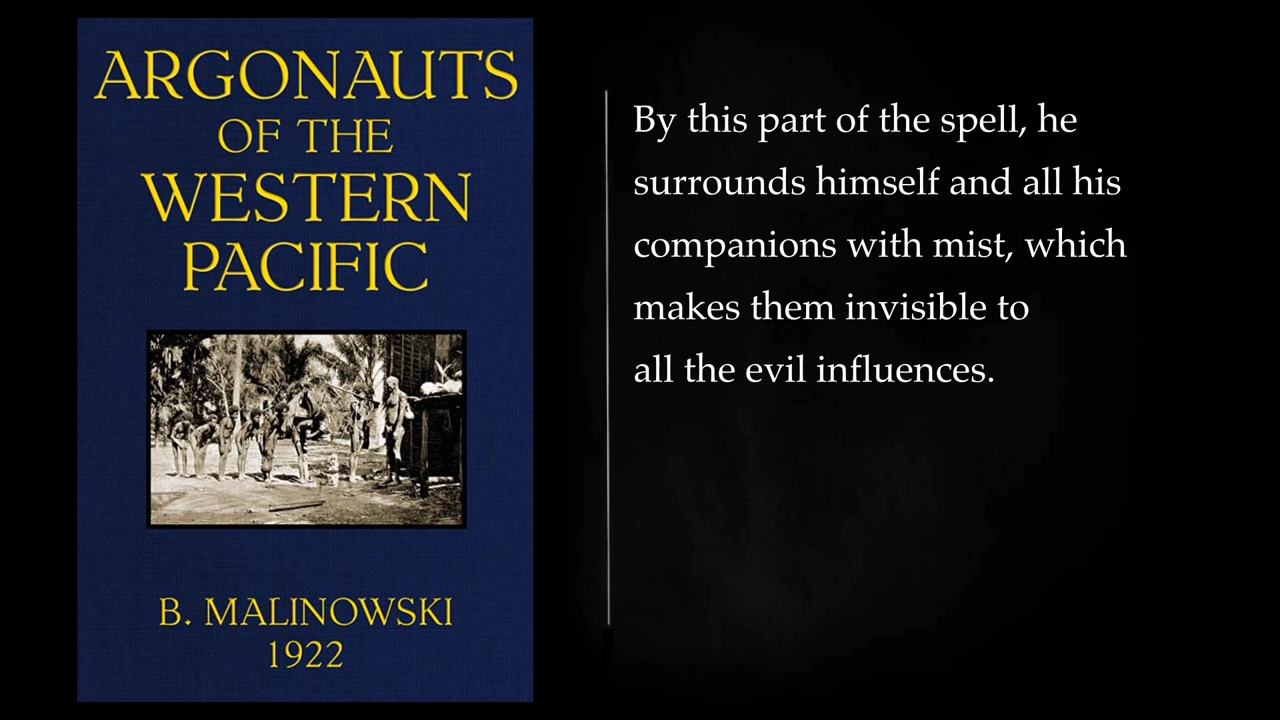 ARGONAUTS
OF THE
WESTERN
PACIFIC
B. MALINOWSKI
1922
By this part of the spell, he
surrounds himself and all his
companions with mist, which
makes them invisible to
all the evil influences.